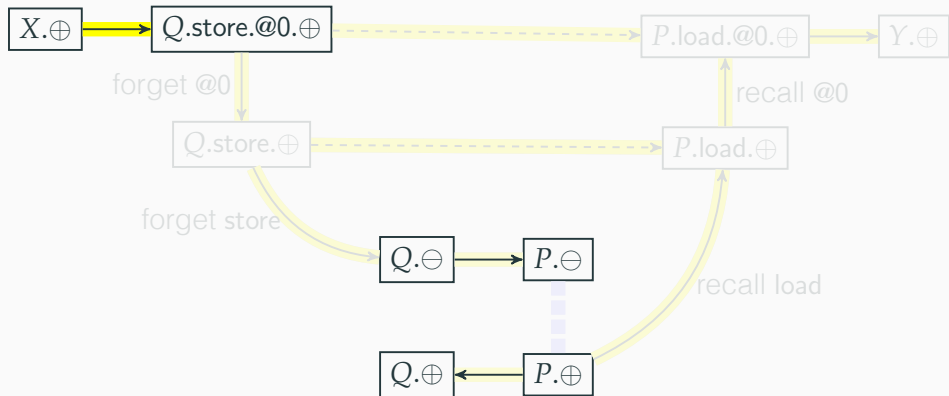 X.⊕ Q.store.@0.⊕ P.load.@0.⊕ Y.⊕
forget @0 recall @0
Q.store.⊕ P.load.⊕
forget store
Q.⊖ P.⊖
recall load
Q.⊕ P.⊕